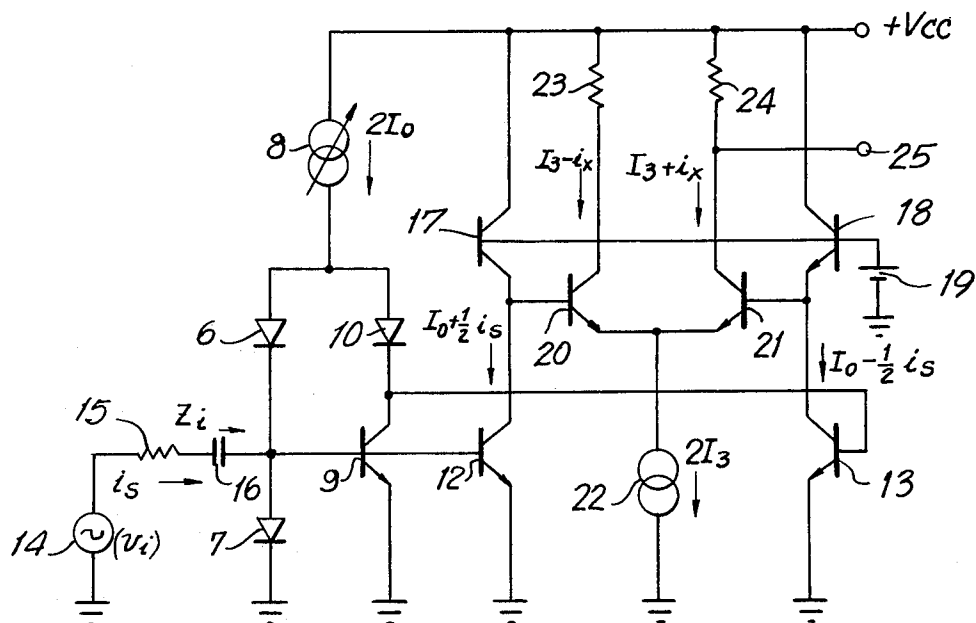 +Vcc
23
24
8
2I₀
25
I₃-iₓ
I₃+iₓ
17
18
19
6
10
I₀+½ iₛ
20
21
I₀-½ iₛ
15
Zᵢ
iₛ
16
9
12
22
2I₃
13
14
(vᵢ)
7